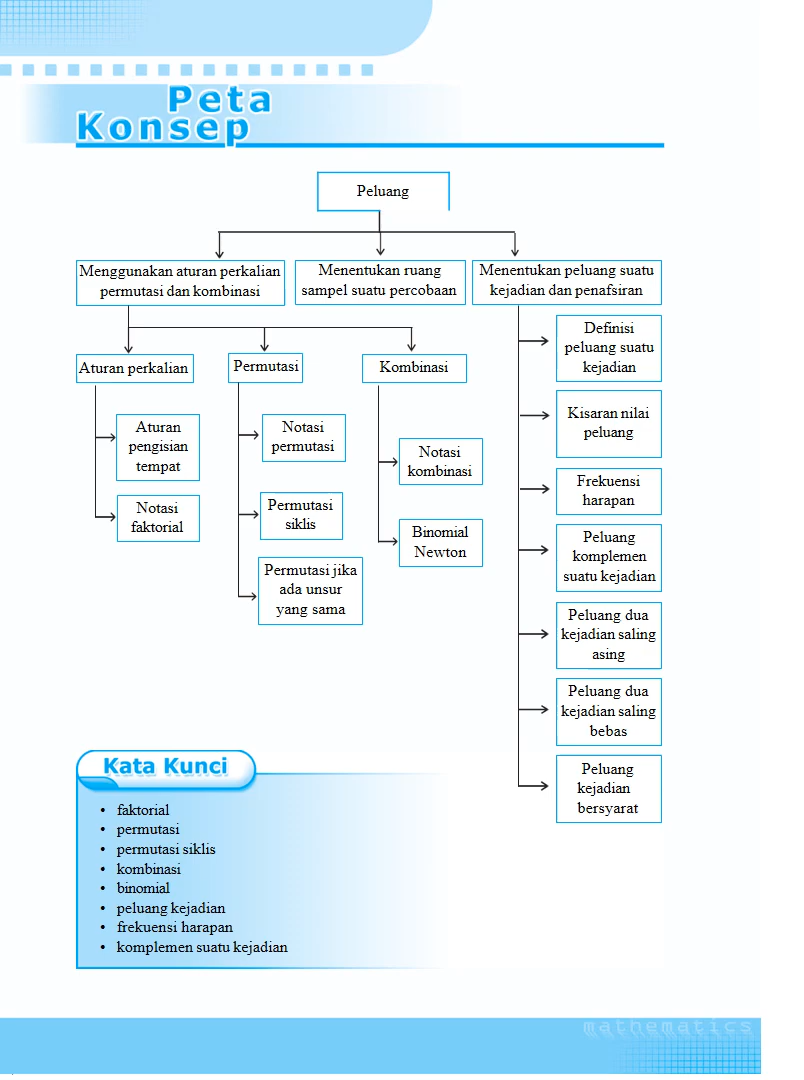 Peta
Konsep
Peluang
Menggunakan aturan perkalian
permutasi dan kombinasi
Menentukan ruang
sampel suatu percobaan
Menentukan peluang suatu
kejadian dan penafsiran
Aturan perkalian
Permutasi
Kombinasi
Aturan
pengisian
tempat
Notasi
faktorial
Notasi
permutasi
Permutasi
siklis
Permutasi jika
ada unsur
yang sama
Notasi
kombinasi
Binomial
Newton
Definisi
peluang suatu
kejadian
Kisaran nilai
peluang
Frekuensi
harapan
Peluang
komplemen
suatu kejadian
Peluang dua
kejadian saling
asing
Peluang dua
kejadian saling
bebas
Peluang
kejadian
bersyarat
Kata Kunci
• faktorial
• permutasi
• permutasi siklis
• kombinasi
• binomial
• peluang kejadian
• frekuensi harapan
• komplemen suatu kejadian
mathematics